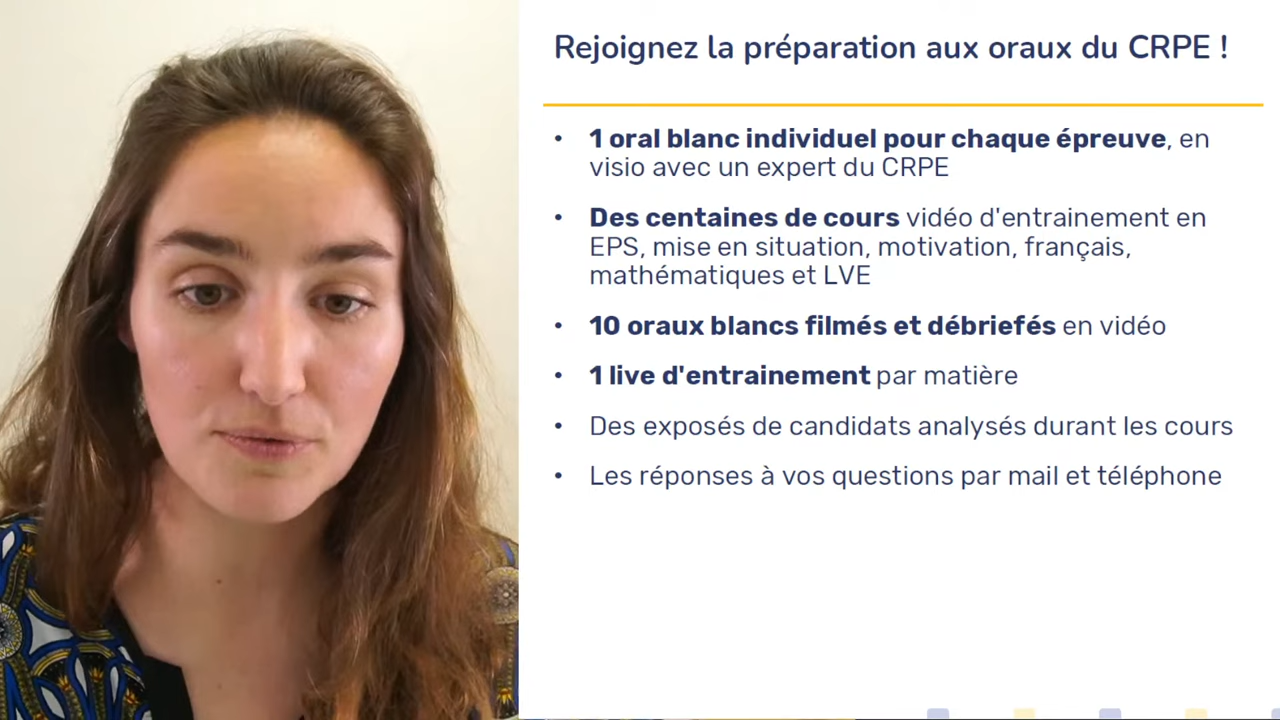 Rejoignez la préparation aux oraux du CRPE !
• 1 oral blanc individuel pour chaque épreuve, en
visio avec un expert du CRPE
• Des centaines de cours vidéo d'entrainement en
EPS, mise en situation, motivation, français,
mathématiques et LVE
• 10 oraux blancs filmés et débriefés en vidéo
• 1 live d'entrainement par matière
• Des exposés de candidats analysés durant les cours
• Les réponses à vos questions par mail et téléphone